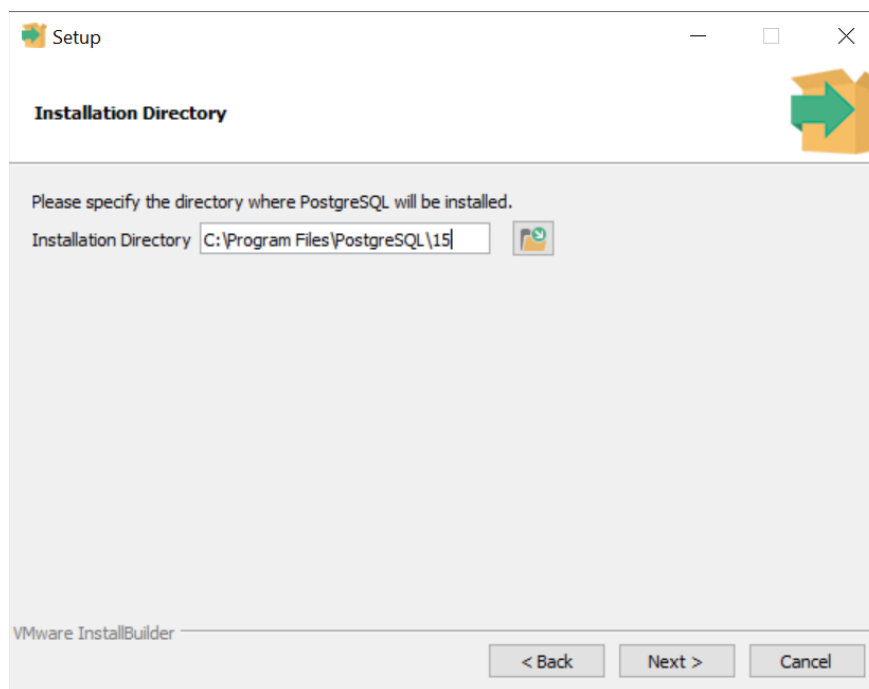 Setup
Installation Directory
Please specify the directory where PostgreSQL will be installed.
Installation Directory C:\Program Files\PostgreSQL\15
VMware InstallBuilder
< Back Next > Cancel